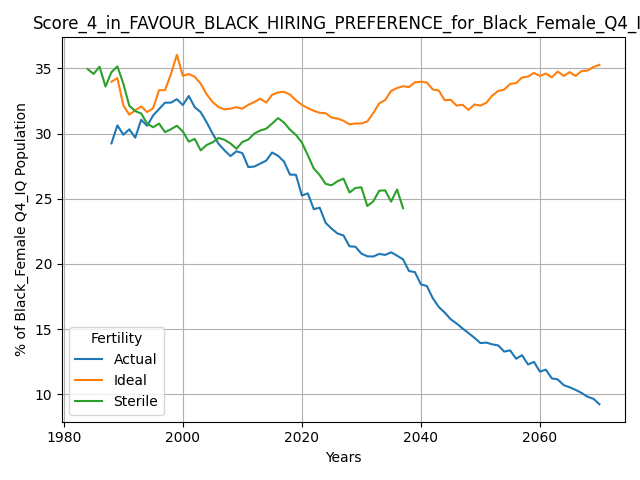 Score_4_in_FAVOUR_BLACK_HIRING_PREFERENCE_for_Black_Female_Q4_I
% of Black_Female Q4_IQ Population
35
30
25
20
15
10
Fertility
Actual
Ideal
Sterile
1980
2000
2020
2040
2060
Years